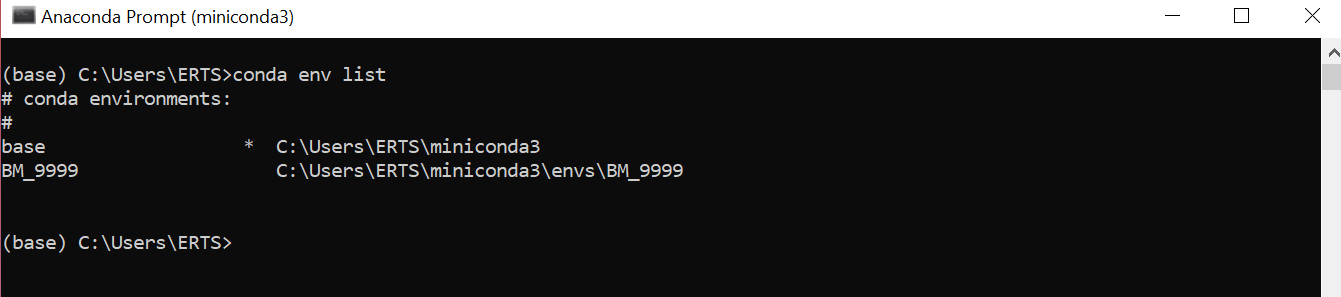 Anaconda Prompt (miniconda3)
(base) C:\Users\ERTS>conda env list
# conda environments:
#
base                  *  C:\Users\ERTS\miniconda3
BM_9999                  C:\Users\ERTS\miniconda3\envs\BM_9999
(base) C:\Users\ERTS>